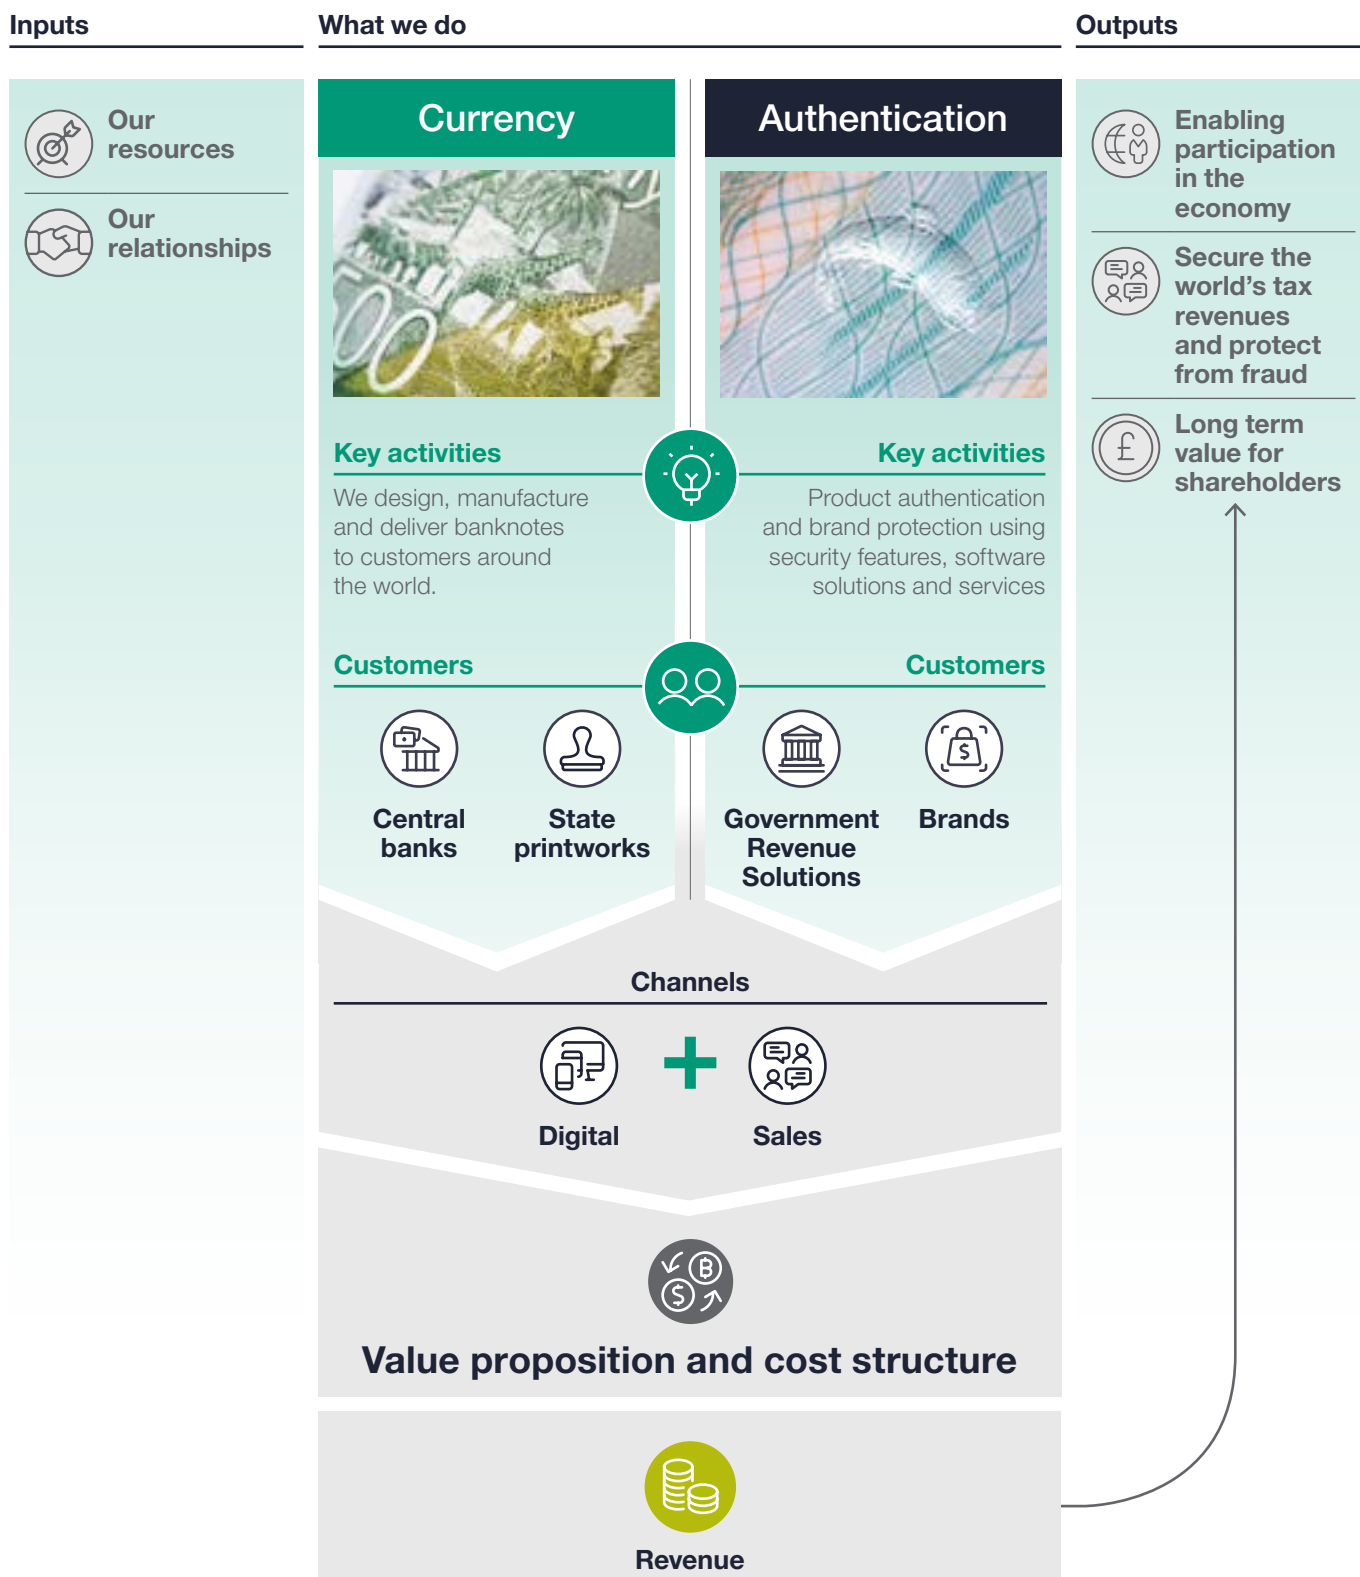 Inputs
Our
resources
Our
relationships
What we do
Currency
Key activities
We design, manufacture
and deliver banknotes
to customers around
the world.
Customers
Central
banks
State
printworks
Authentication
Key activities
Product authentication
and brand protection using
security features, software
solutions and services
Customers
Government
Revenue
Solutions
Brands
Channels
Digital
Sales
Value proposition and cost structure
Revenue
Outputs
Enabling
participation
in the
economy
Secure the
world’s tax
revenues
and protect
from fraud
Long term
value for
shareholders